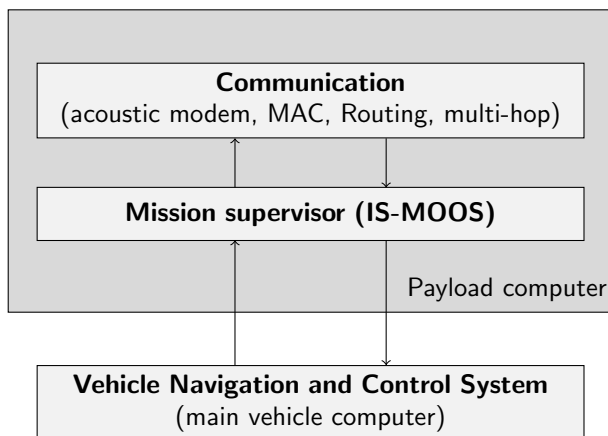 Communication
(acoustic modem, MAC, Routing, multi-hop)
Mission supervisor (IS-MOOS)
Payload computer
Vehicle Navigation and Control System
(main vehicle computer)